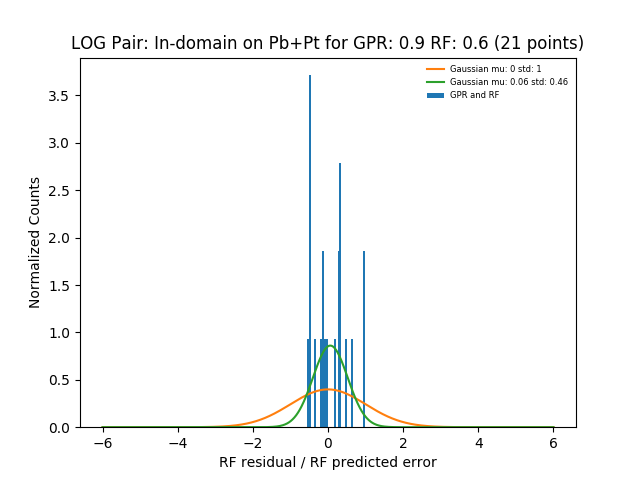 LOG Pair: In-domain on Pb+Pt for GPR: 0.9 RF: 0.6 (21 points)
Gaussian mu: 0 std: 1
Gaussian mu: 0.06 std: 0.46
GPR and RF
Normalized Counts
3.5
3.0
2.5
2.0
1.5
1.0
0.5
0.0
−6
−4
−2
0
2
4
6
RF residual / RF predicted error